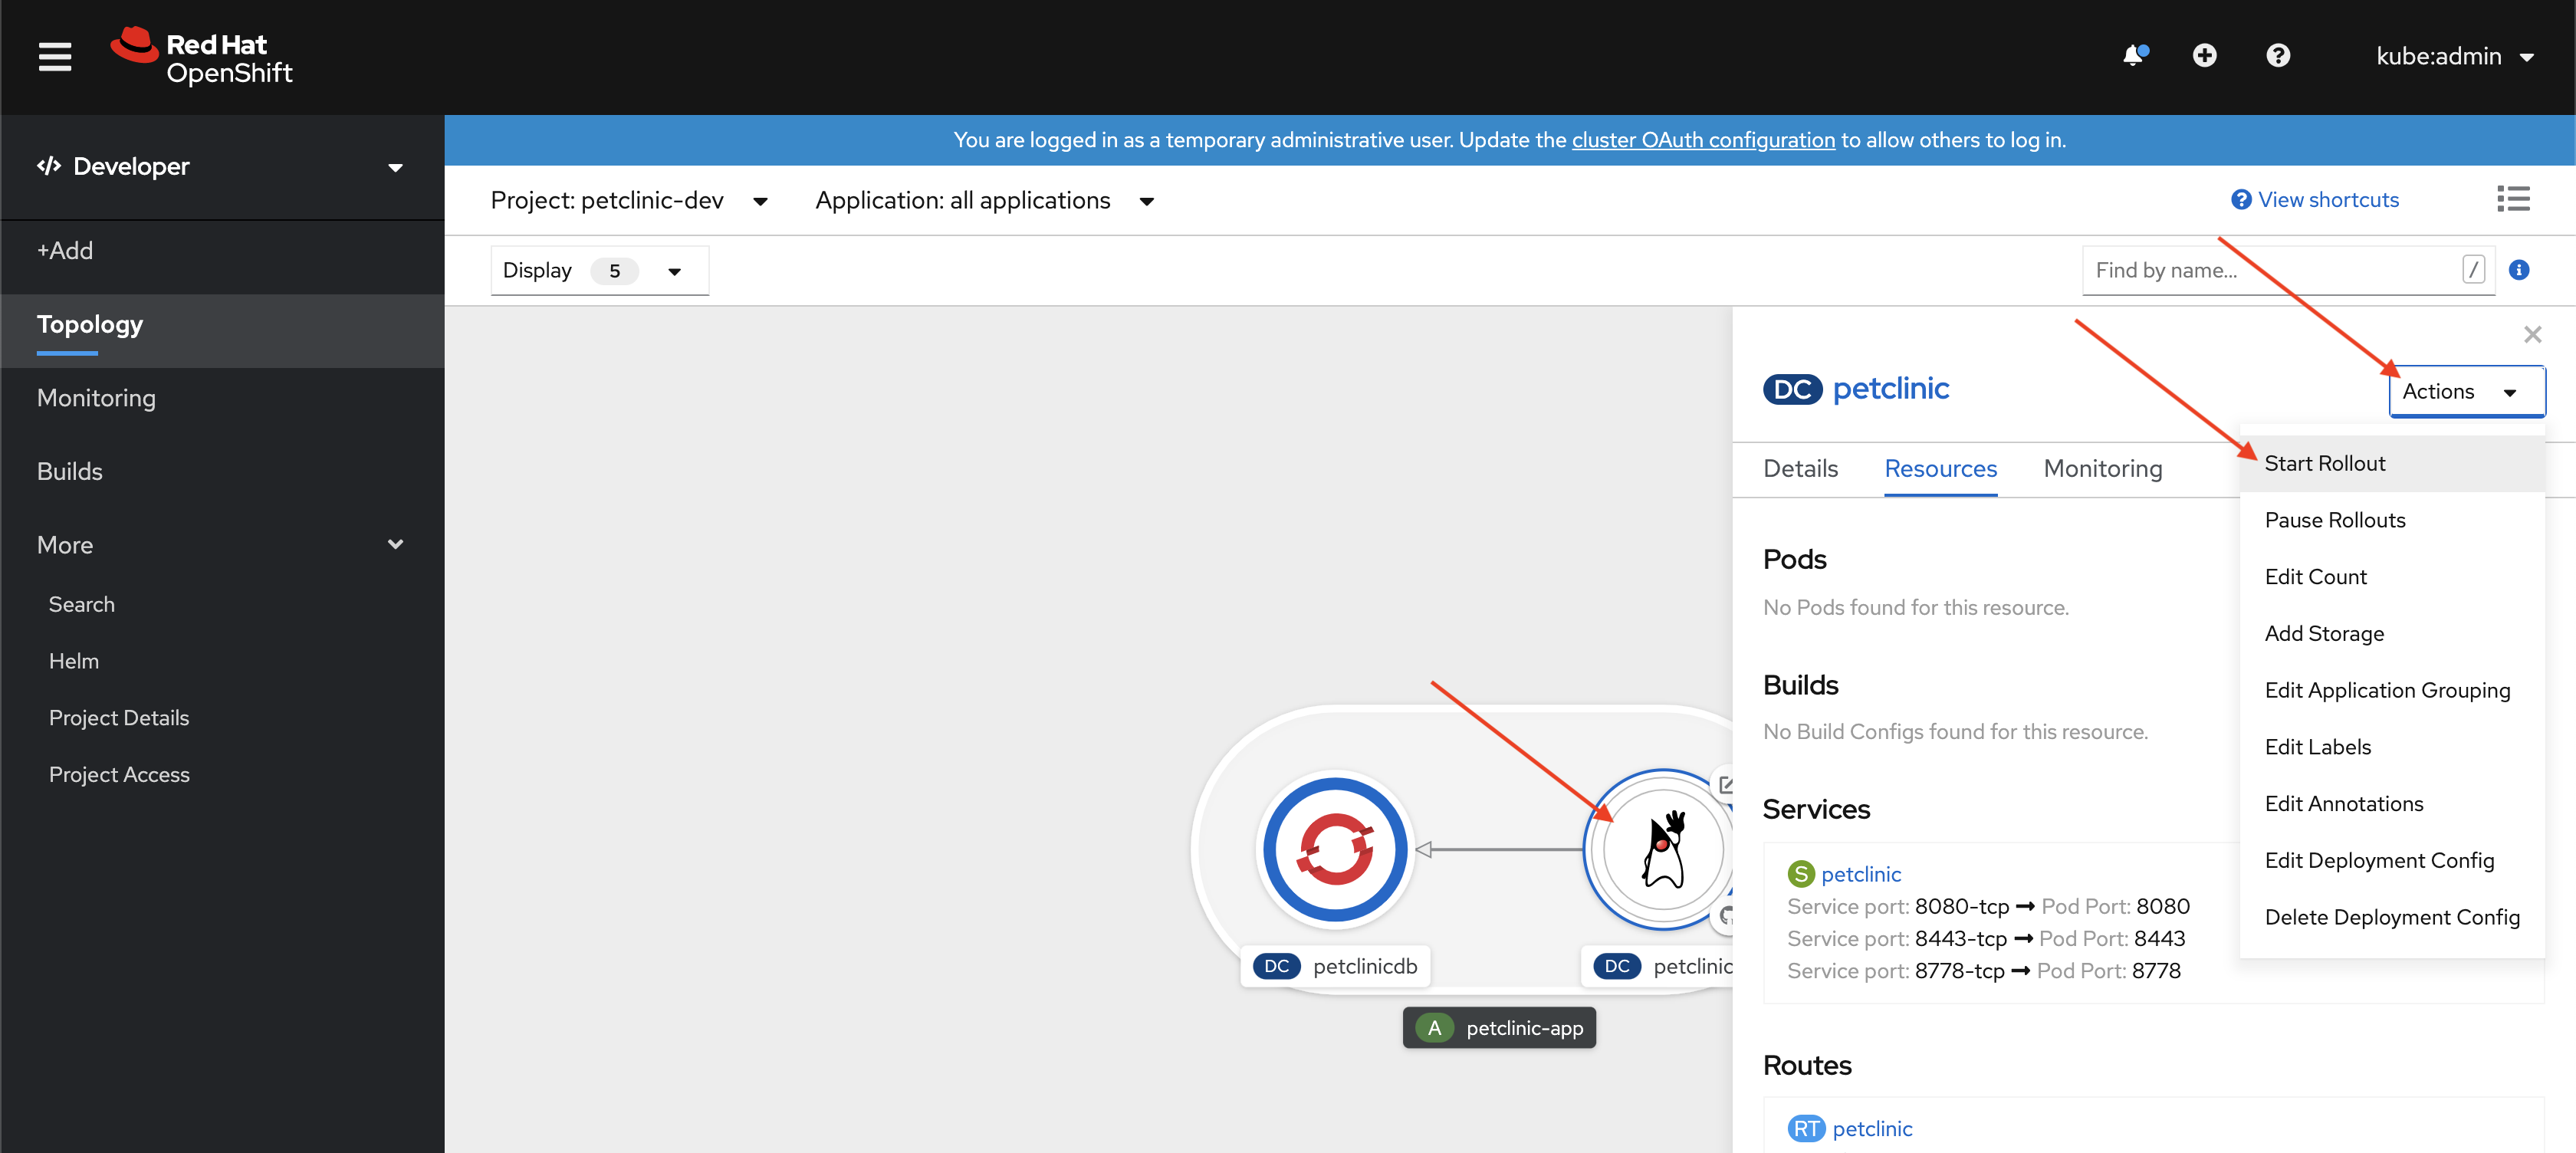 Red Hat
OpenShift
kube:admin
Developer
You are logged in as a temporary administrative user. Update the cluster OAuth configuration to allow others to log in.
+Add
Topology
Monitoring
Builds
More
Search
Helm
Project Details
Project Access
Project: petclinic-dev
Application: all applications
View shortcuts
Display 5
Find by name...
/
petclinicdb
DC
petclinic
DC
A petclinic-app
DC petclinic
Actions
Details
Resources
Monitoring
Start Rollout
Pause Rollouts
Edit Count
Add Storage
Edit Application Grouping
Edit Labels
Edit Annotations
Edit Deployment Config
Delete Deployment Config
Pods
No Pods found for this resource.
Builds
No Build Configs found for this resource.
Services
S petclinic
Service port: 8080-tcp → Pod Port: 8080
Service port: 8443-tcp → Pod Port: 8443
Service port: 8778-tcp → Pod Port: 8778
Routes
RT petclinic